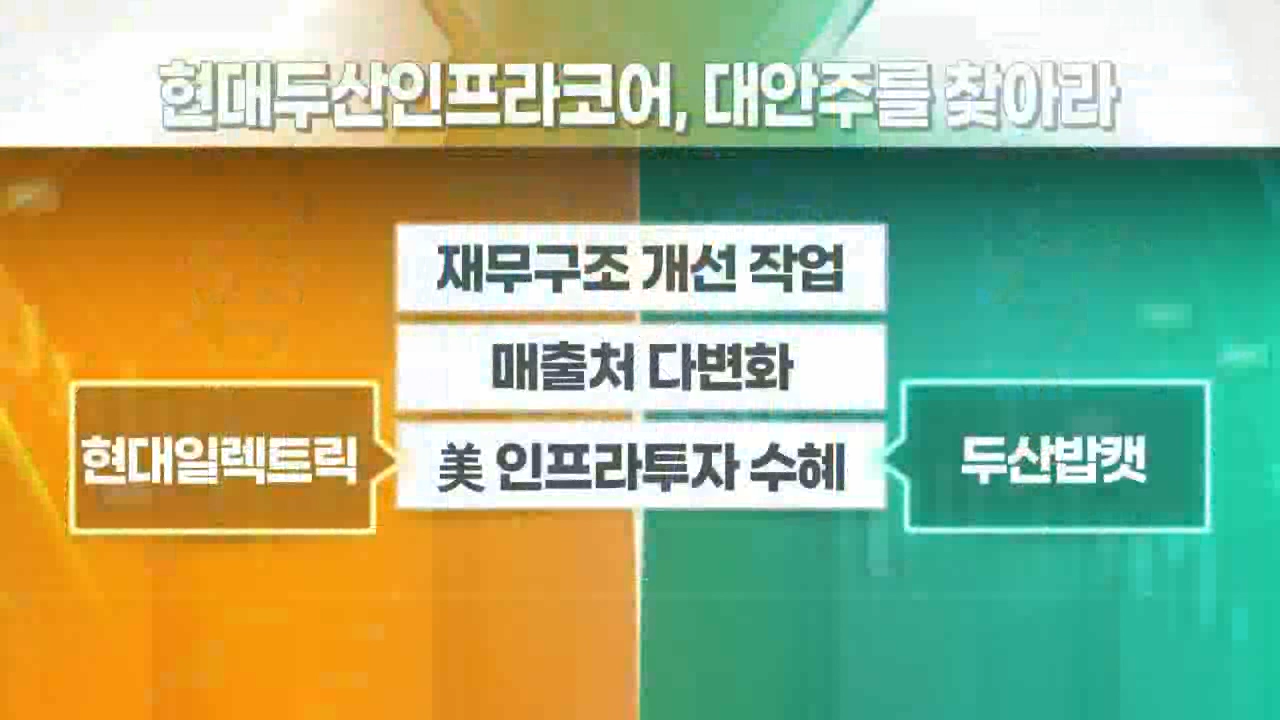 현대두산인프라코어, 대안주를 찾아라
재무구조 개선 작업
매출처 다변화
美 인프라투자 수혜
현대일렉트릭
두산밥캣